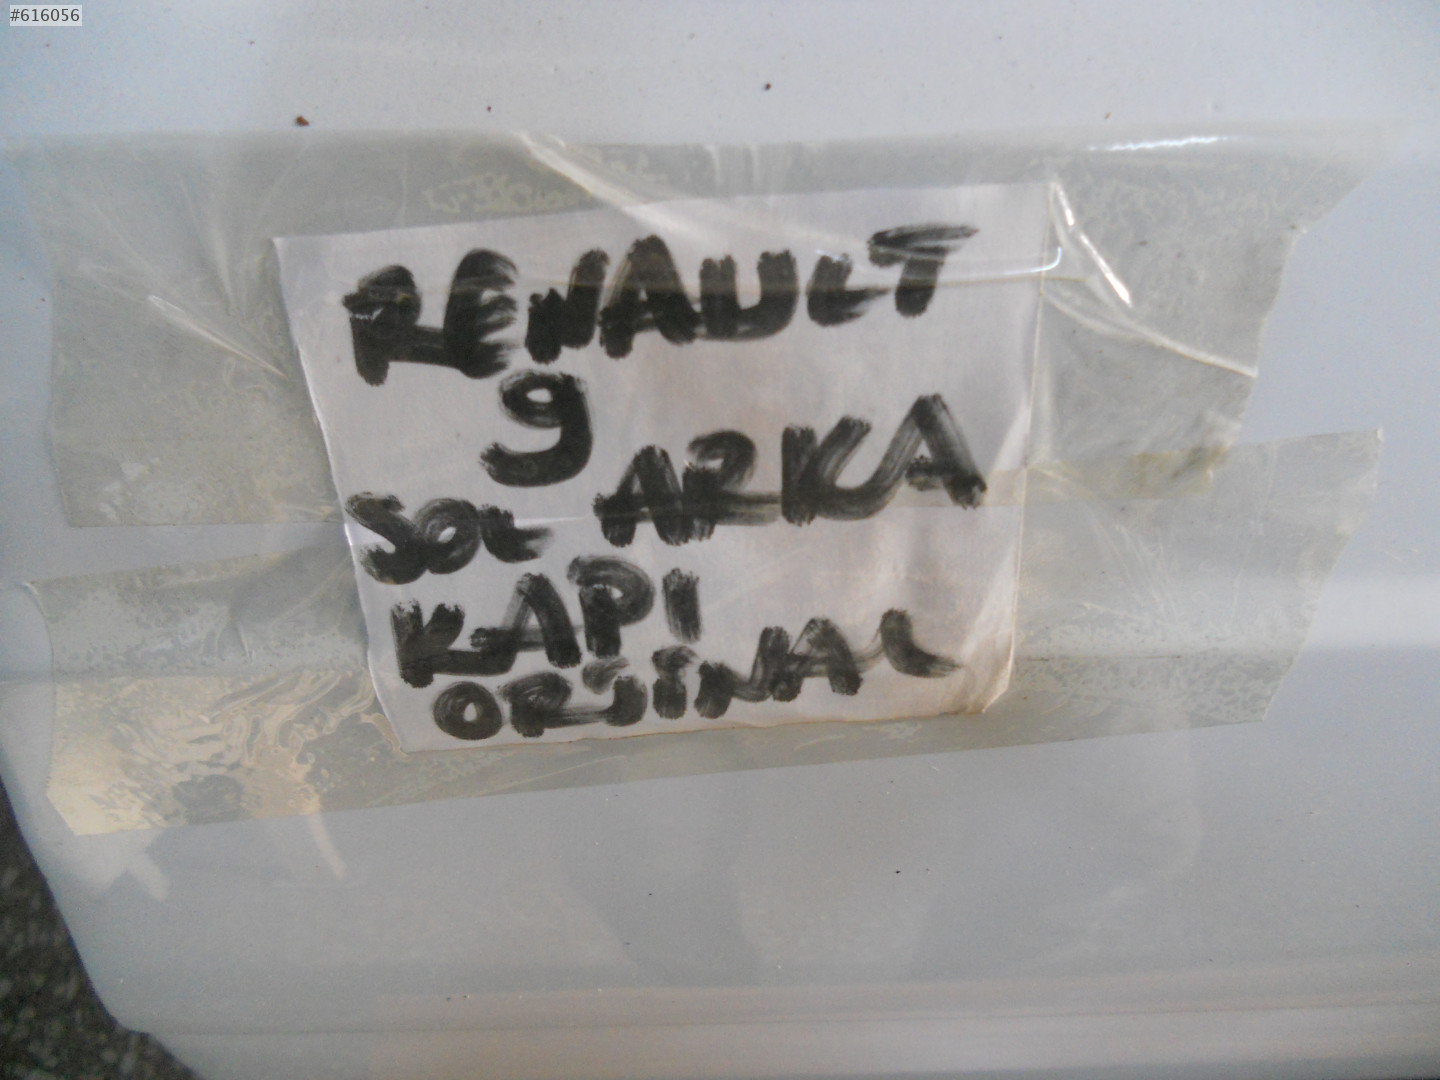 #616056
RENAULT
9
SOL ARKA
KAPI
ORJİNAL